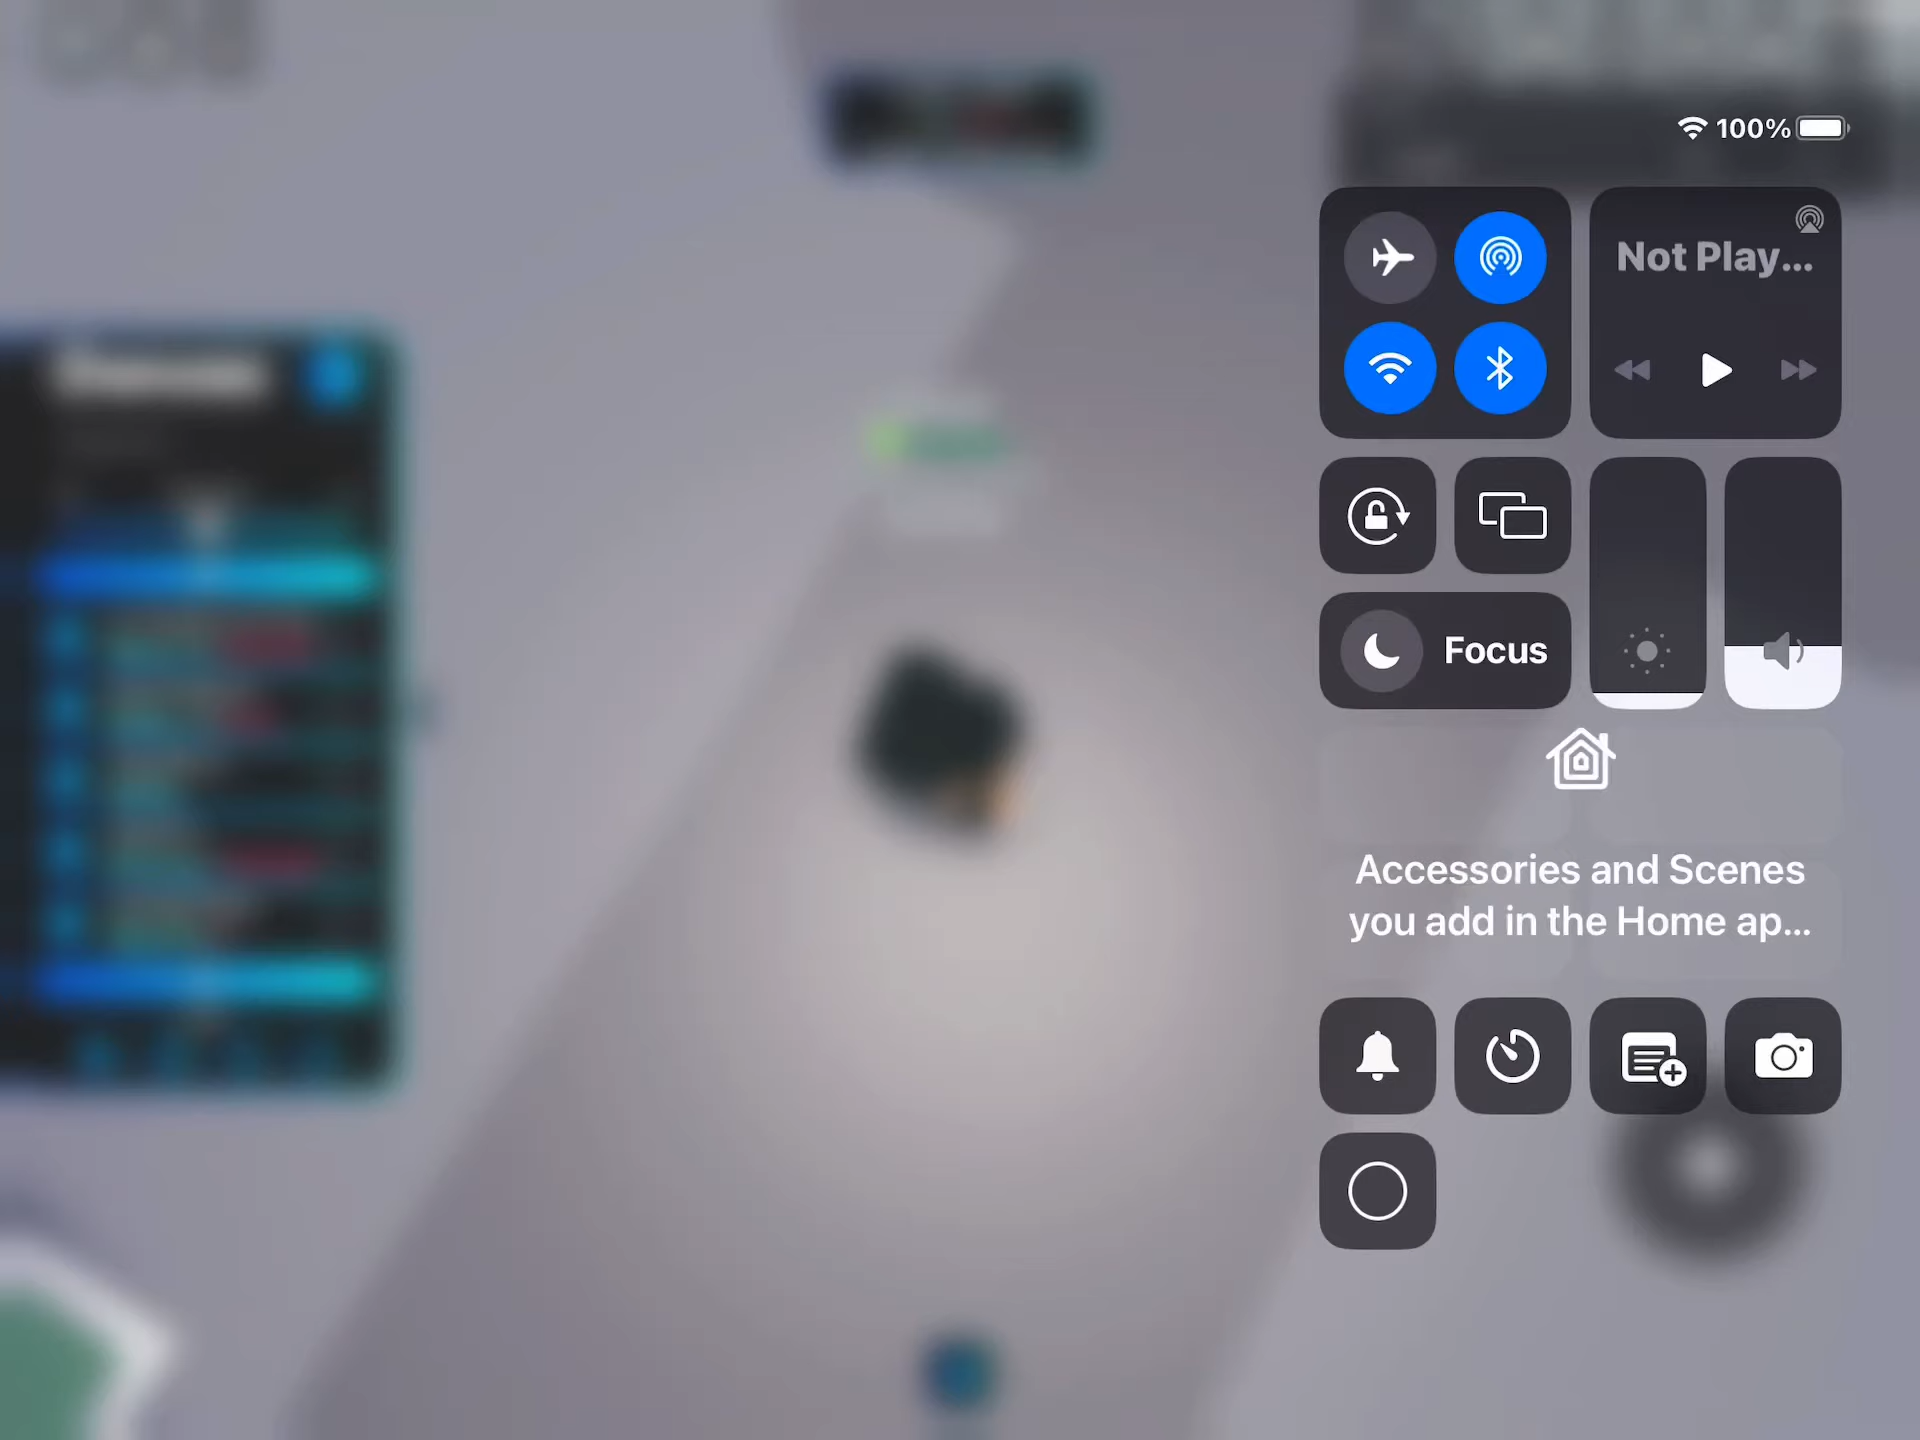 100%
Not Play...
Focus
Accessories and Scenes
you add in the Home ap...